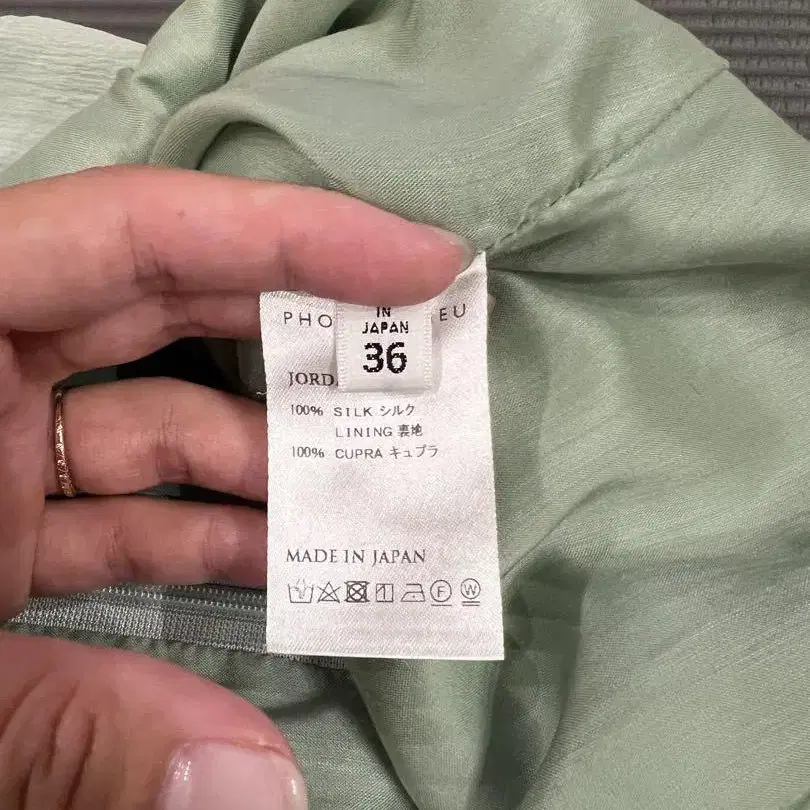 PHO
EU
IN
JAPAN
36
JORD
100% SILK シルク
LINING 裏地
100% CUPRA キュプラ
MADE IN JAPAN
F W